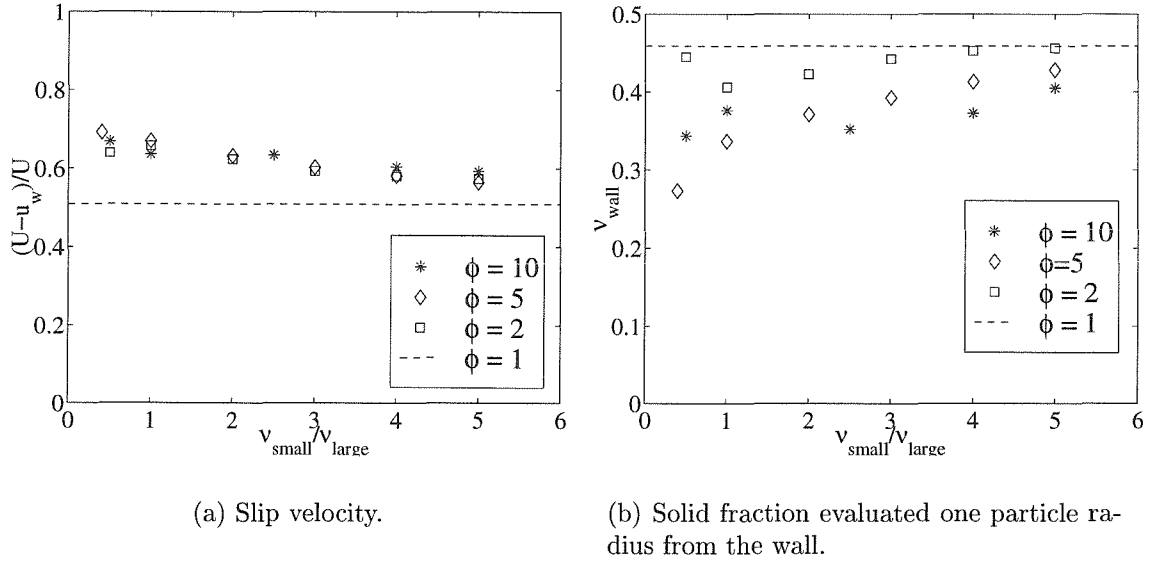 1
0.8
0.6
0.4
0.2
0
(U−u_w)/U
0 1 2 3 4 5 6
ν_small/ν_large
ϕ = 10
ϕ = 5
ϕ = 2
ϕ = 1
(a) Slip velocity.
0.5
0.4
0.3
0.2
0.1
0
ν_wall
0 1 2 3 4 5 6
ν_small/ν_large
ϕ = 10
ϕ=5
ϕ = 2
ϕ = 1
(b) Solid fraction evaluated one particle ra-
dius from the wall.